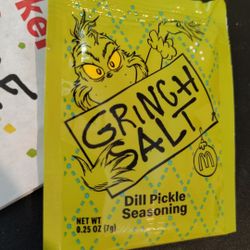 GRINCH
SALT
Dill Pickle
Seasoning
NET WT
0.25 OZ (7g)